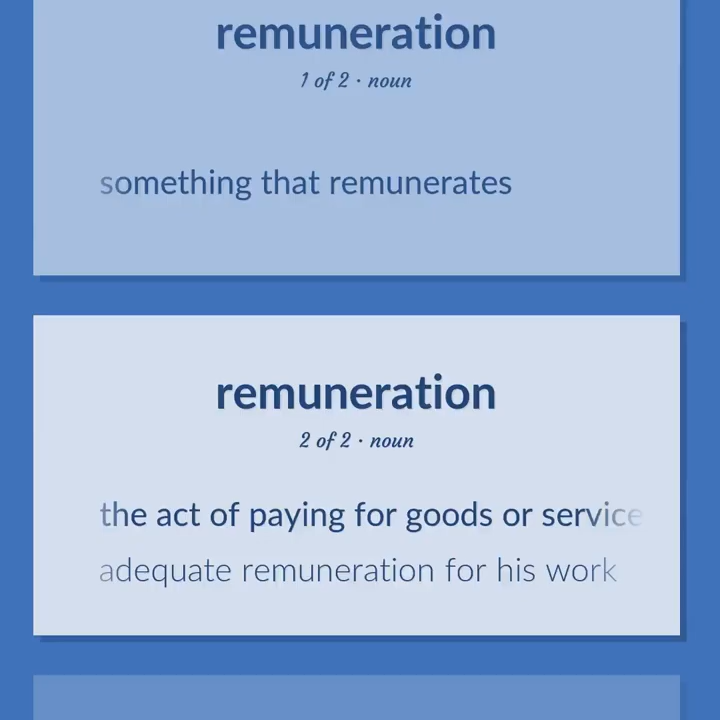 remuneration
1 of 2 · noun
something that remunerates
remuneration
2 of 2 · noun
the act of paying for goods or service
adequate remuneration for his work